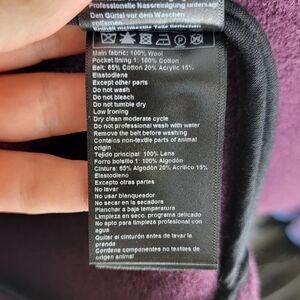 Professionelle Nassreinigung untersagt
Den Gürtel vor dem Waschen
entfernen
Enthält nichttextile Teile tierischen
Main fabric: 100% Wool
Pocket lining 1: 100% Cotton
Belt: 65% Cotton 20% Acrylic 15%
Elastodiene
Except other parts
Do not wash
Do not bleach
Do not tumble dry
Low ironing
Dry clean moderate cycle
Do not professional wash with water
Remove the belt before washing
Contains non-textile parts of animal
origin
Tejido principal: 100% Lana
Forro bolsillo 1: 100% Algodón
Cintura: 65% Algodón 20% Acrílico 15%
Elastodieno
Excepto otras partes
No lavar
No usar blanqueador
No secar en la secadora
Planchar a baja temperatura
Limpieza en seco, programa delicado
No apto para limpieza profesional con
agua
Quitar el cinturón antes de lavar la
prenda
Contiene componentes no textiles de
origen animal